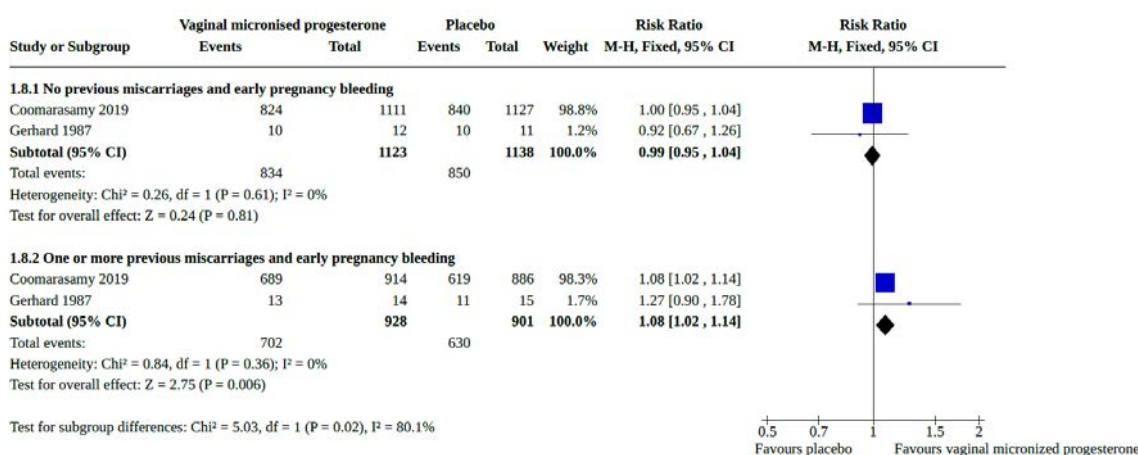 Vaginal micronised progesterone Placebo Risk Ratio Risk Ratio
Study or Subgroup Events Total Events Total Weight M-H, Fixed, 95% CI M-H, Fixed, 95% CI
1.8.1 No previous miscarriages and early pregnancy bleeding
Coomarasamy 2019 824 1111 840 1127 98.8% 1.00 [0.95 , 1.04]
Gerhard 1987 10 12 10 11 1.2% 0.92 [0.67 , 1.26]
Subtotal (95% CI) 1123 1138 100.0% 0.99 [0.95 , 1.04]
Total events: 834 850
Heterogeneity: Chi² = 0.26, df = 1 (P = 0.61); I² = 0%
Test for overall effect: Z = 0.24 (P = 0.81)
1.8.2 One or more previous miscarriages and early pregnancy bleeding
Coomarasamy 2019 689 914 619 886 98.3% 1.08 [1.02 , 1.14]
Gerhard 1987 13 14 11 15 1.7% 1.27 [0.90 , 1.78]
Subtotal (95% CI) 928 901 100.0% 1.08 [1.02 , 1.14]
Total events: 702 630
Heterogeneity: Chi² = 0.84, df = 1 (P = 0.36); I² = 0%
Test for overall effect: Z = 2.75 (P = 0.006)
Test for subgroup differences: Chi² = 5.03, df = 1 (P = 0.02), I² = 80.1%
0.5 0.7 1 1.5 2
Favours placebo Favours vaginal micronized progesterone